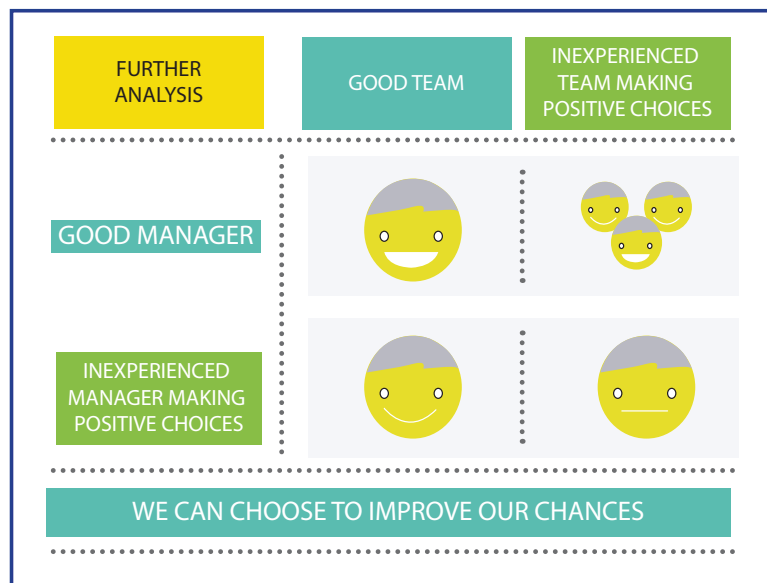 FURTHER
ANALYSIS
GOOD TEAM
INEXPERIENCED
TEAM MAKING
POSITIVE CHOICES
GOOD MANAGER
INEXPERIENCED
MANAGER MAKING
POSITIVE CHOICES
WE CAN CHOOSE TO IMPROVE OUR CHANCES